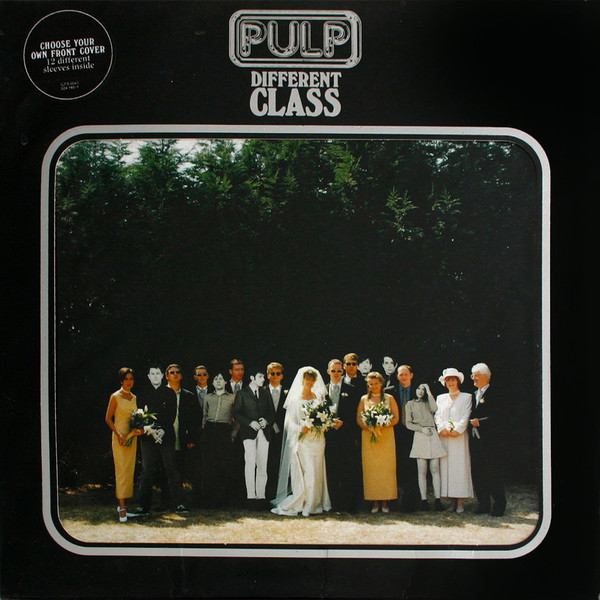 CHOOSE YOUR
OWN FRONT COVER
12 different
sleeves inside
PULP
DIFFERENT
CLASS